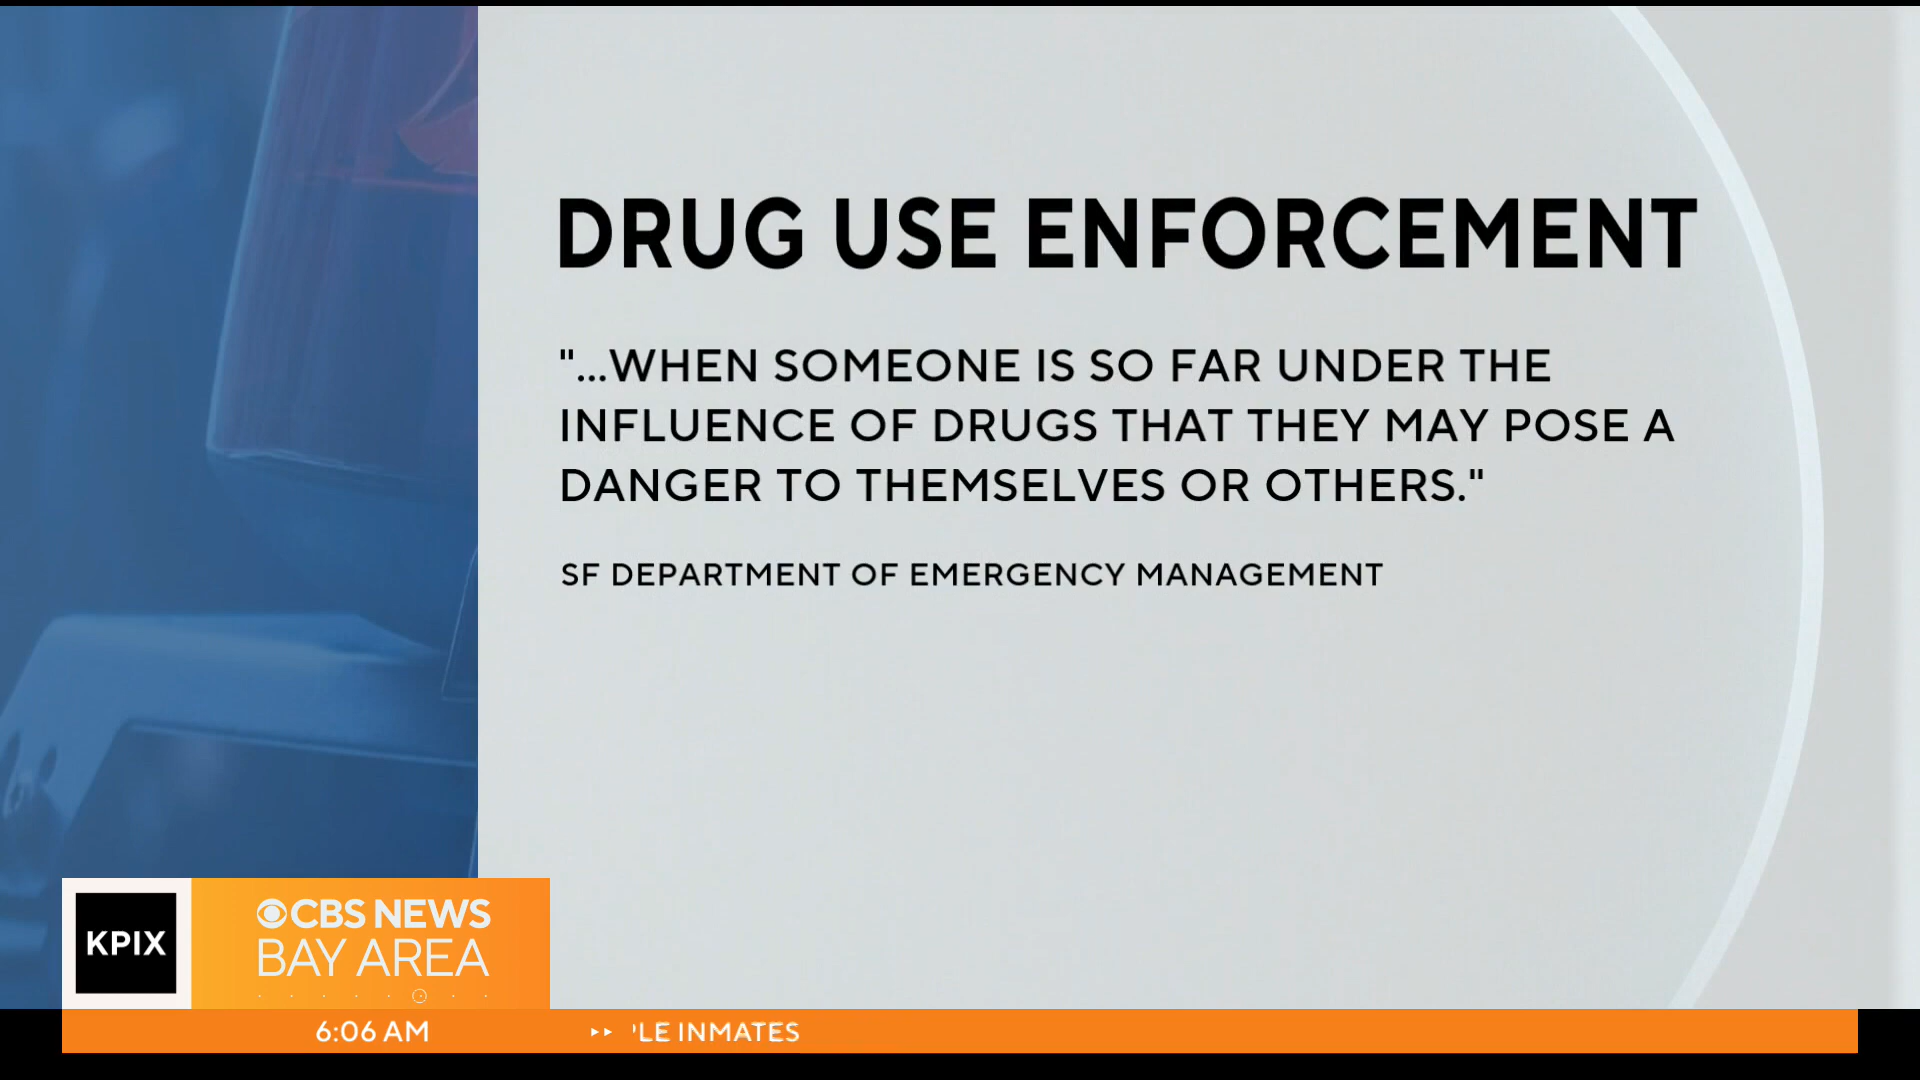 DRUG USE ENFORCEMENT
"...WHEN SOMEONE IS SO FAR UNDER THE
INFLUENCE OF DRUGS THAT THEY MAY POSE A
DANGER TO THEMSELVES OR OTHERS."
SF DEPARTMENT OF EMERGENCY MANAGEMENT
KPIX
CBS NEWS
BAY AREA
6:06 AM
PLE INMATES